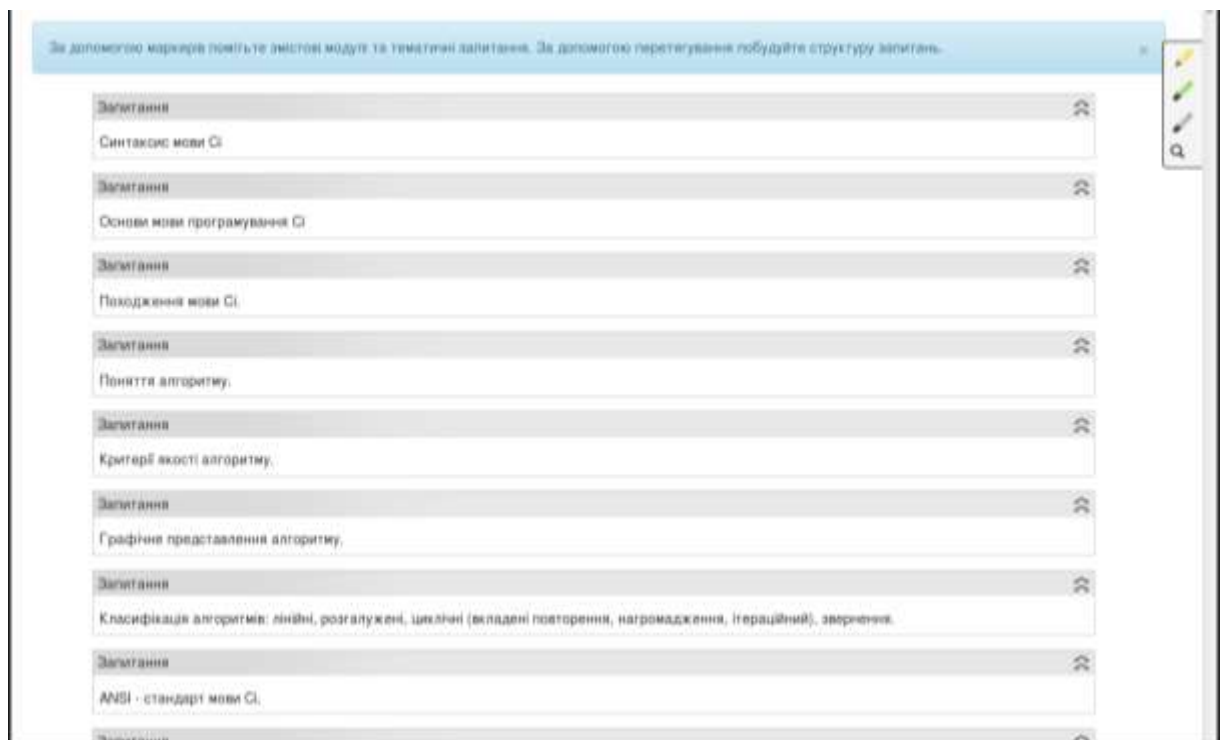 За допомогою маркерів помітьте змістові модулі та тематичні запитання. За допомогою перетягування побудуйте структуру запитань.
Запитання
Синтаксис мови Сі
Запитання
Основи мови програмування Сі
Запитання
Походження мови Сі.
Запитання
Поняття алгоритму.
Запитання
Критерії якості алгоритму.
Запитання
Графічне представлення алгоритму.
Запитання
Класифікація алгоритмів: лінійні, розгалужені, циклічні (вкладені повторення, нагромадження, ітераційний), звернення.
Запитання
ANSI - стандарт мови Сі.
Запитання